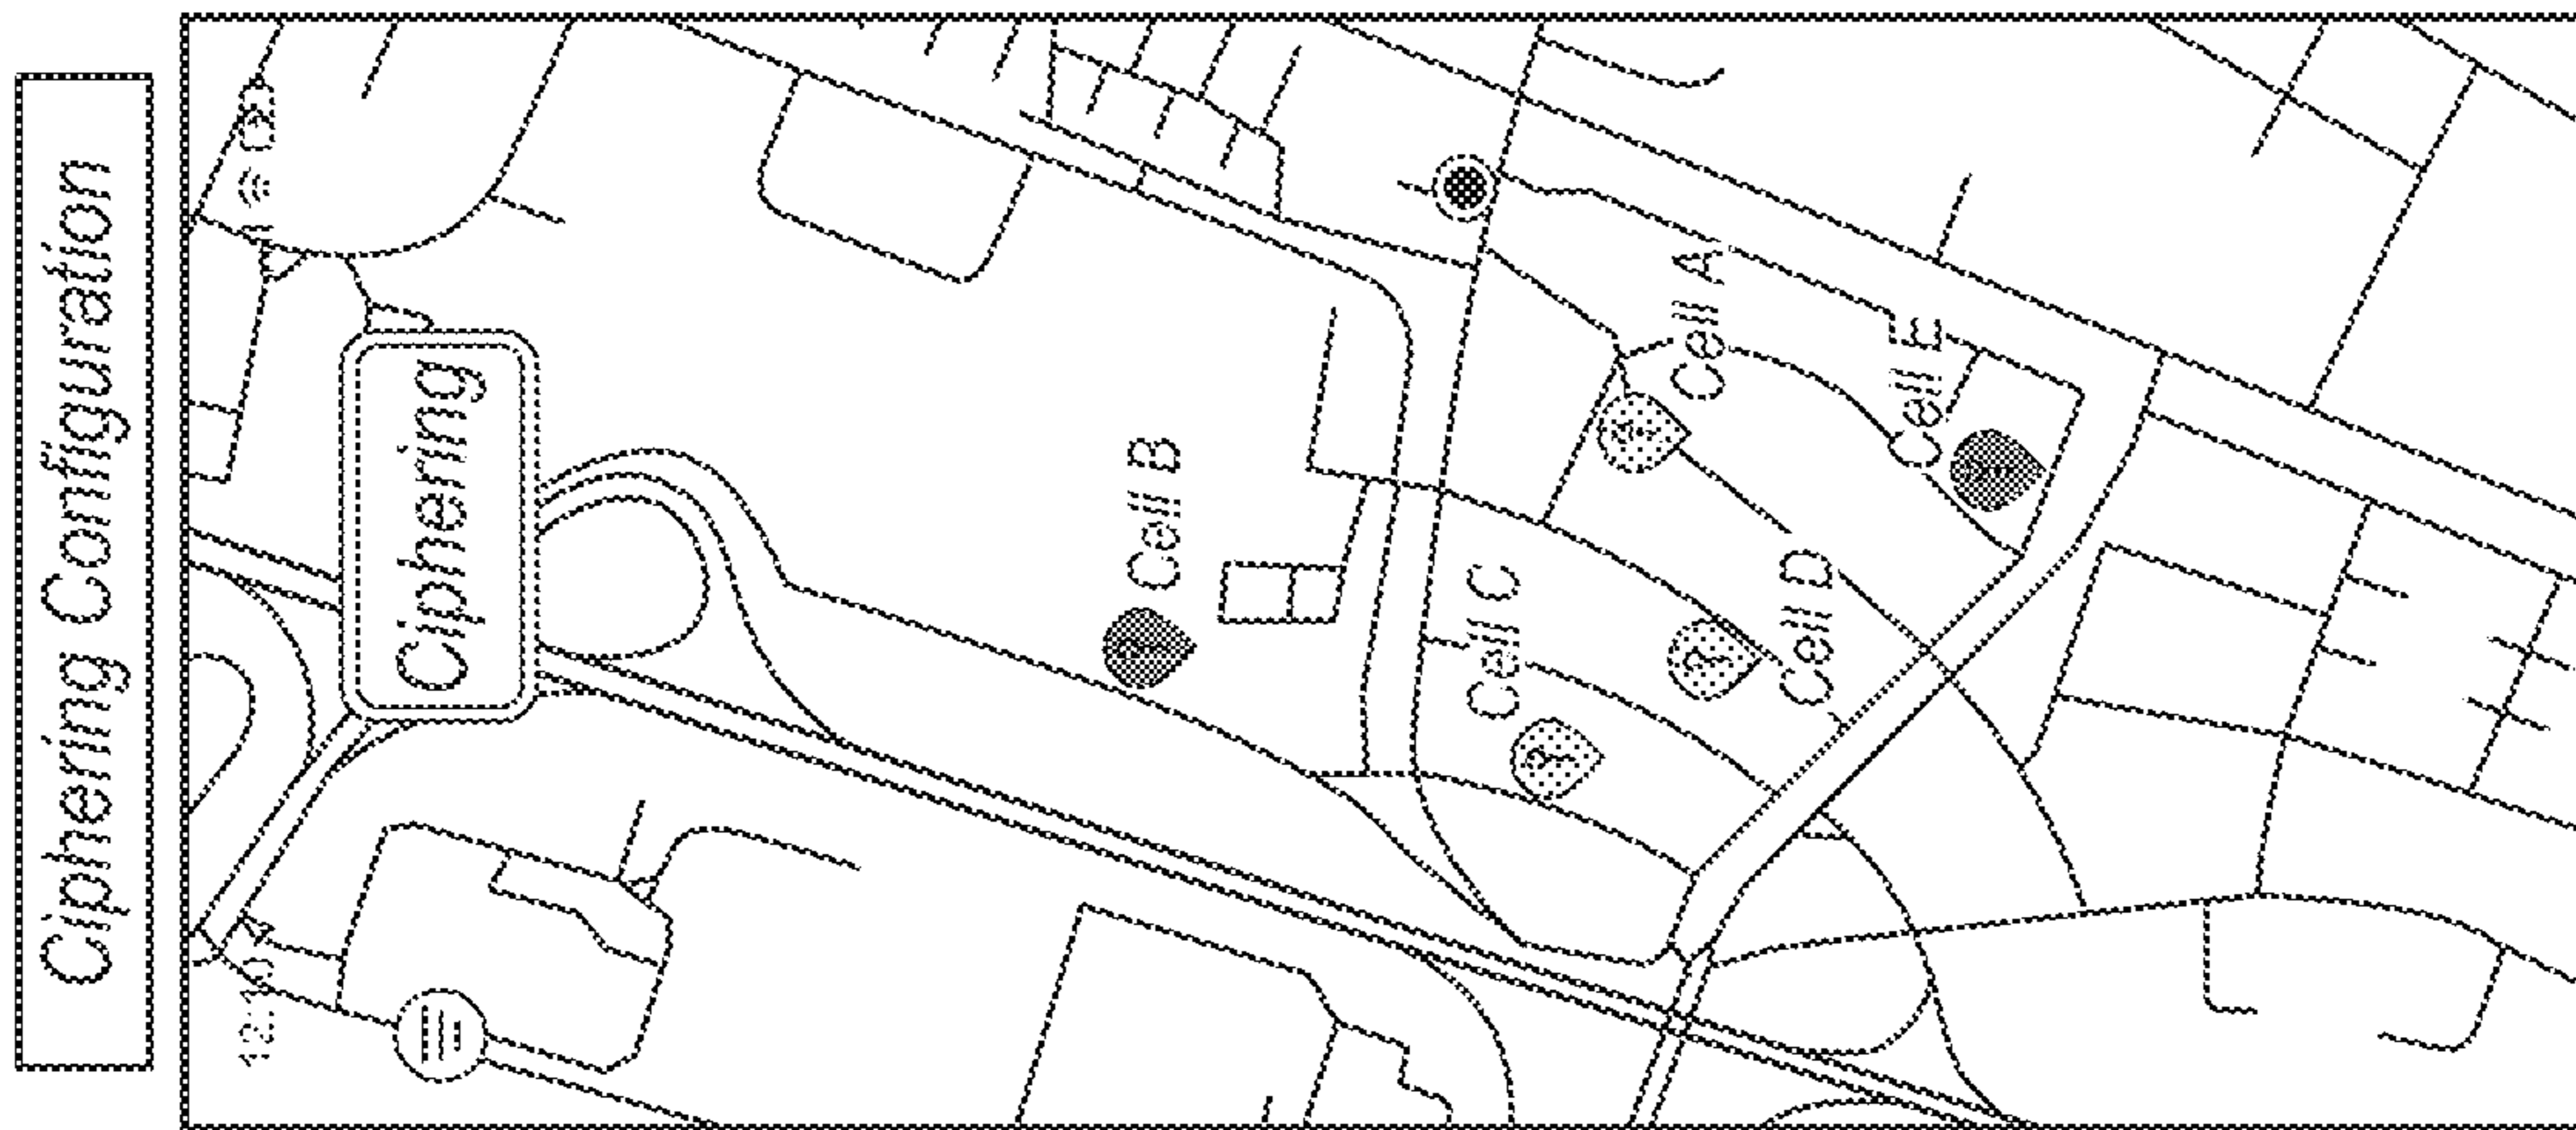 Ciphering Configuration
Ciphering
Cell B
Cell C
Cell A
Cell D
Cell E